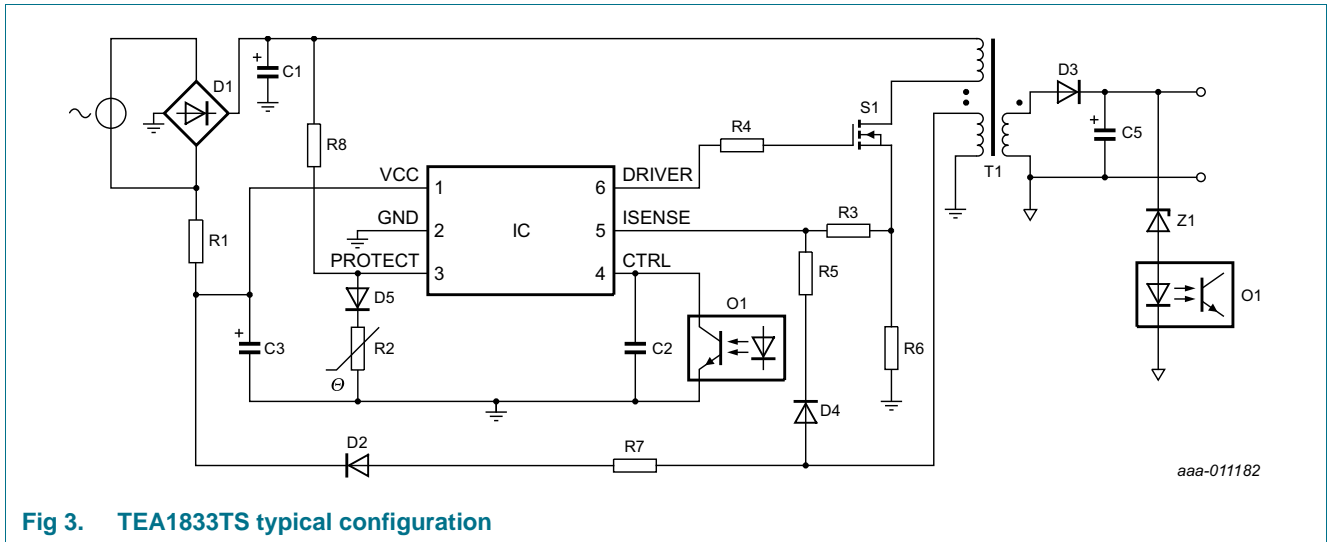 D1
+
C1
R8
R1
+
C3
VCC
GND
PROTECT
1
2
3
IC
6
5
4
DRIVER
ISENSE
CTRL
D5
R2
Θ
C2
O1
R4
S1
R3
R5
R6
D4
D2
R7
T1
D3
+
C5
Z1
O1
aaa-011182
Fig 3. TEA1833TS typical configuration